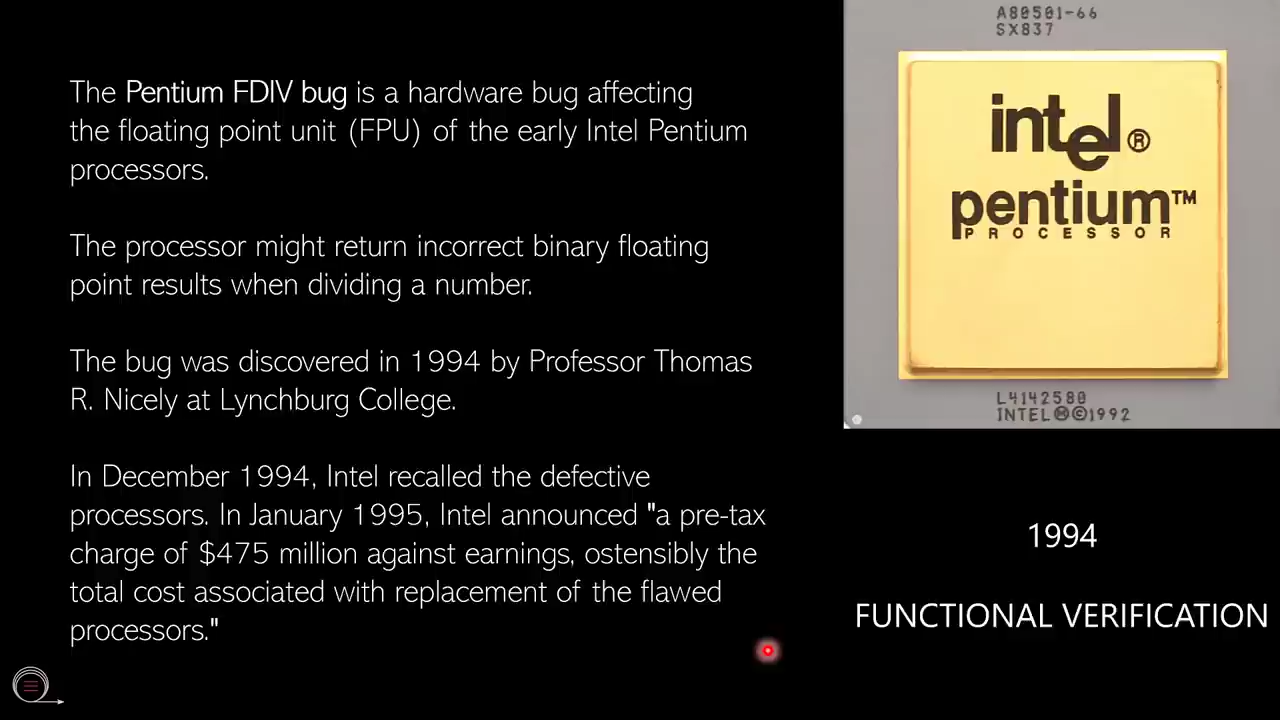 The Pentium FDIV bug is a hardware bug affecting
the floating point unit (FPU) of the early Intel Pentium
processors.
The processor might return incorrect binary floating
point results when dividing a number.
The bug was discovered in 1994 by Professor Thomas
R. Nicely at Lynchburg College.
In December 1994, Intel recalled the defective
processors. In January 1995, Intel announced "a pre-tax
charge of $475 million against earnings, ostensibly the
total cost associated with replacement of the flawed
processors."
A80501-66
SX837
intel®
pentium™
PROCESSOR
L4142580
INTELⓂ©1992
1994
FUNCTIONAL VERIFICATION